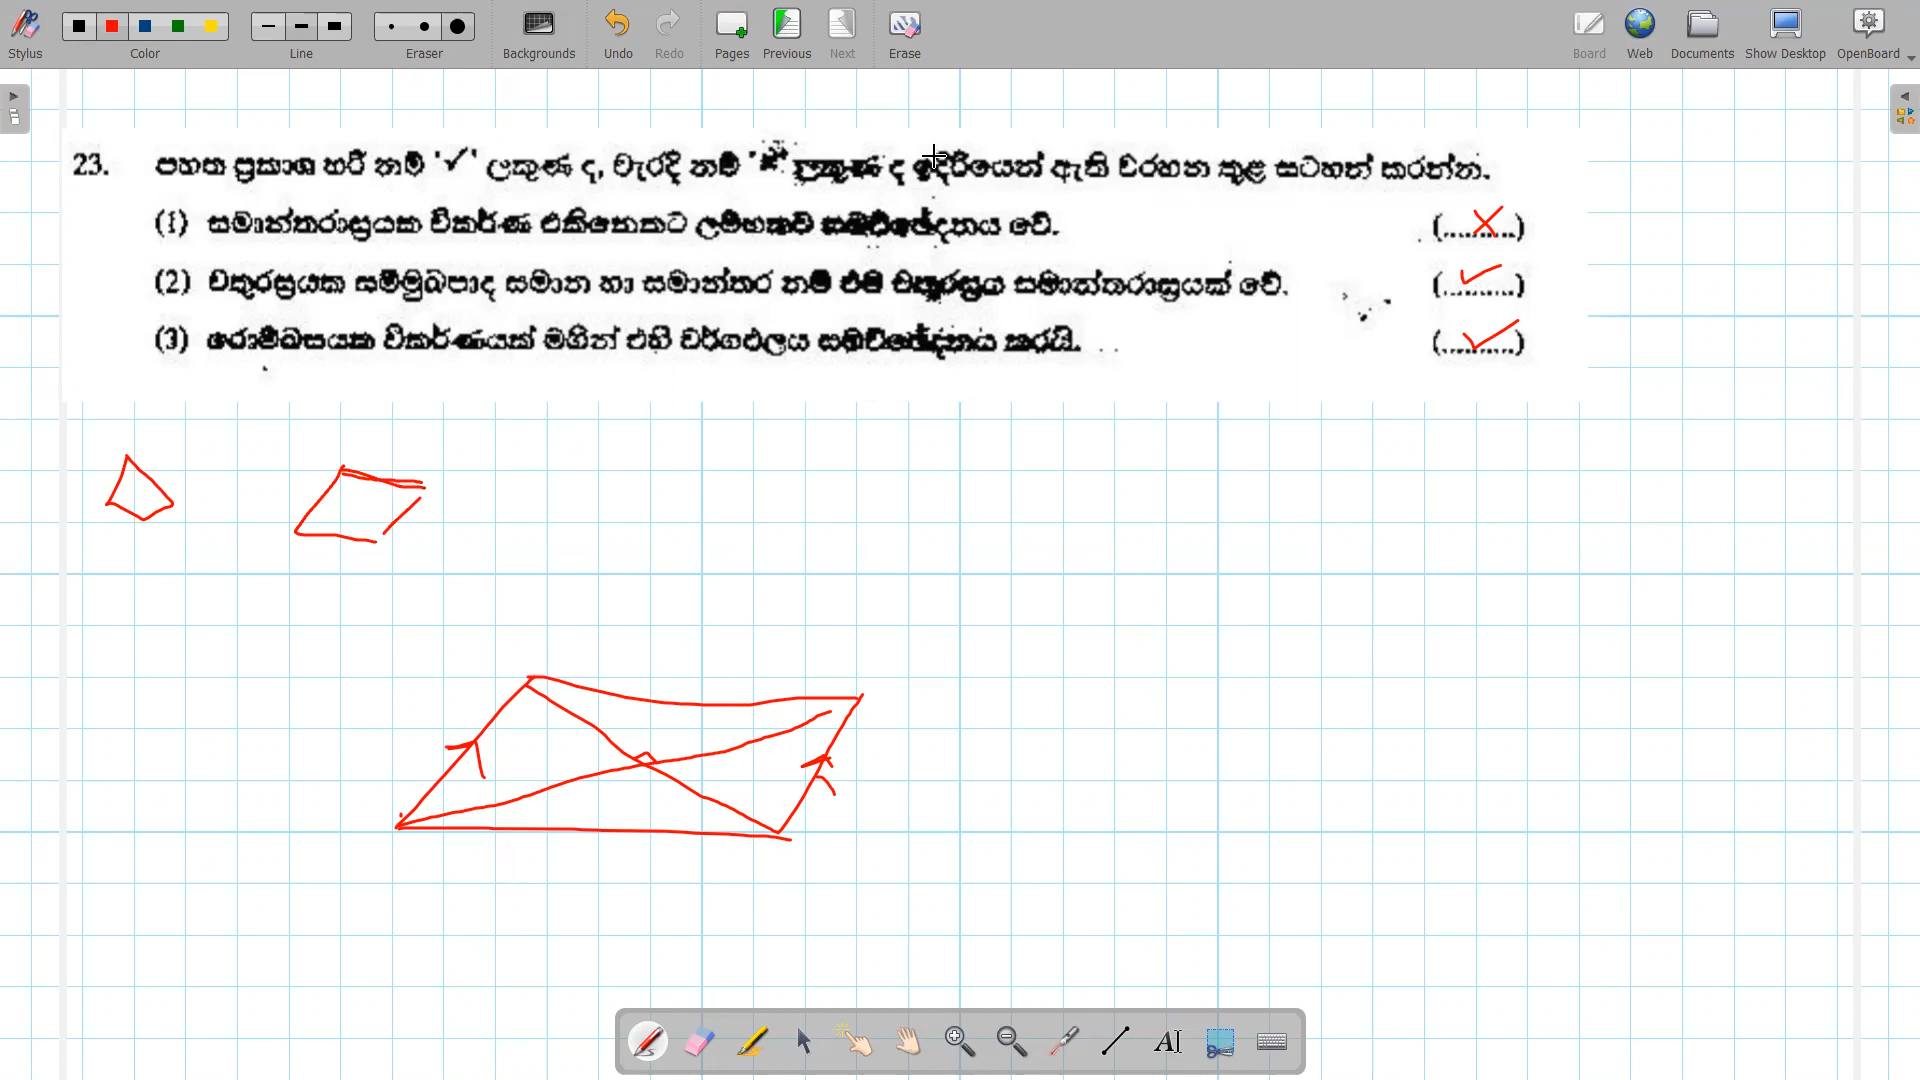 Stylus Color Line Eraser Backgrounds Undo Redo Pages Previous Next Erase Board Web Documents Show Desktop OpenBoard
23. පහත ප්‍රකාශ හරි නම් '✓' ලකුණ ද, වැරදි නම් '×' ලකුණ ද ඉදිරියෙන් ඇති වරහන තුළ සටහන් කරන්න.
(1) සමාන්තරාස්‍රයක විකර්ණ එකිනෙකට ලම්භකව සමච්ඡේදනය වේ. (..........)
(2) චතුරස්‍රයක සම්මුඛපාද සමාන හා සමාන්තර නම් එම චතුරස්‍රය සමාන්තරාස්‍රයක් වේ. (..........)
(3) රොම්බසයක විකර්ණයක් මගින් එහි වර්ගඵලය සමච්ඡේදනය කරයි. (..........)